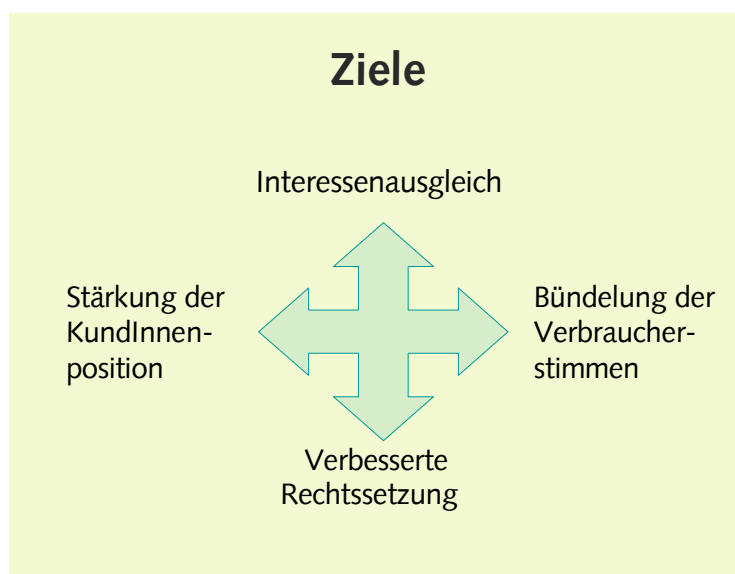 Ziele
Interessenausgleich
Stärkung der
KundInnen-
position
Bündelung der
Verbraucher-
stimmen
Verbesserte
Rechtssetzung